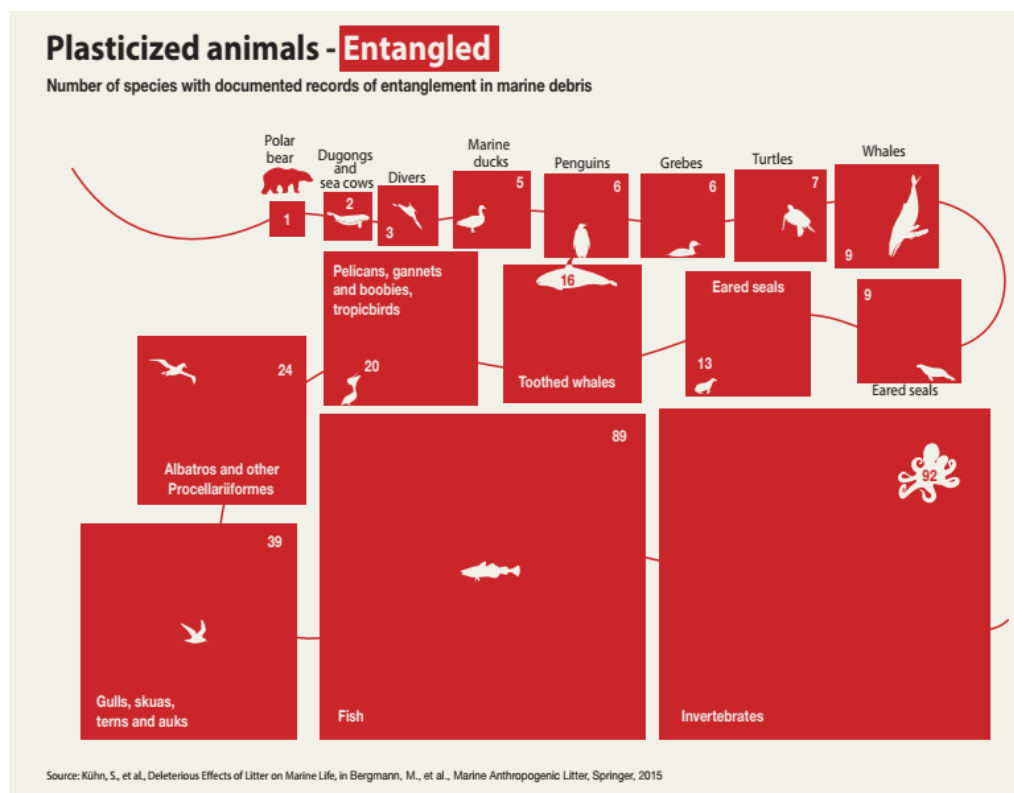 Plasticized animals - Entangled
Number of species with documented records of entanglement in marine debris
Polar
bear
1
Dugongs
and
sea cows
2
Divers
3
Marine
ducks
5
Penguins
6
Grebes
6
Turtles
7
Whales
9
9
Eared seals
Eared seals
13
16
Toothed whales
Pelicans, gannets
and boobies,
tropicbirds
20
24
Albatros and other
Procellariiformes
39
Gulls, skuas,
terns and auks
89
Fish
92
Invertebrates
Source: Kühn, S., et al., Deleterious Effects of Litter on Marine Life, in Bergmann, M., et al., Marine Anthropogenic Litter, Springer, 2015